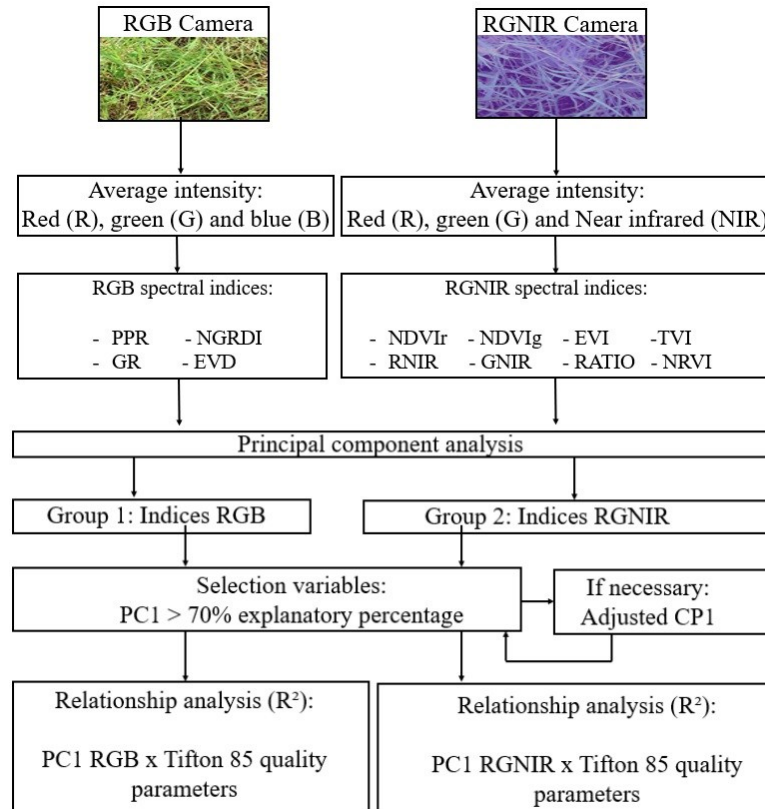 RGB Camera
RGNIR Camera
Average intensity:
Red (R), green (G) and blue (B)
Average intensity:
Red (R), green (G) and Near infrared (NIR)
RGB spectral indices:
- PPR - NGRDI
- GR - EVD
RGNIR spectral indices:
- NDVIr - NDVIg - EVI -TVI
- RNIR - GNIR - RATIO - NRVI
Principal component analysis
Group 1: Indices RGB
Group 2: Indices RGNIR
Selection variables:
PC1 > 70% explanatory percentage
If necessary:
Adjusted CP1
Relationship analysis (R²):
PC1 RGB x Tifton 85 quality
parameters
Relationship analysis (R²):
PC1 RGNIR x Tifton 85 quality
parameters